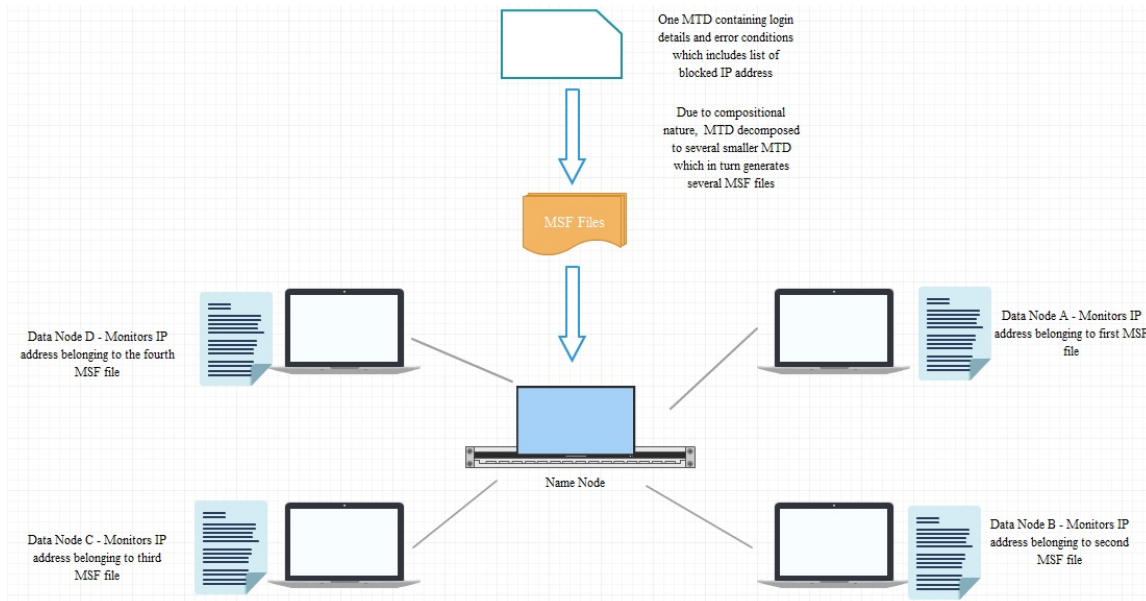 One MTD containing login
details and error conditions
which includes list of
blocked IP address
Due to compositional
nature, MTD decomposed
to several smaller MTD
which in turn generates
several MSF files
MSF Files
Data Node D - Monitors IP
address belonging to the fourth
MSF file
Data Node A - Monitors IP
address belonging to first MSF
file
Name Node
Data Node C - Monitors IP
address belonging to third
MSF file
Data Node B - Monitors IP
address belonging to second
MSF file